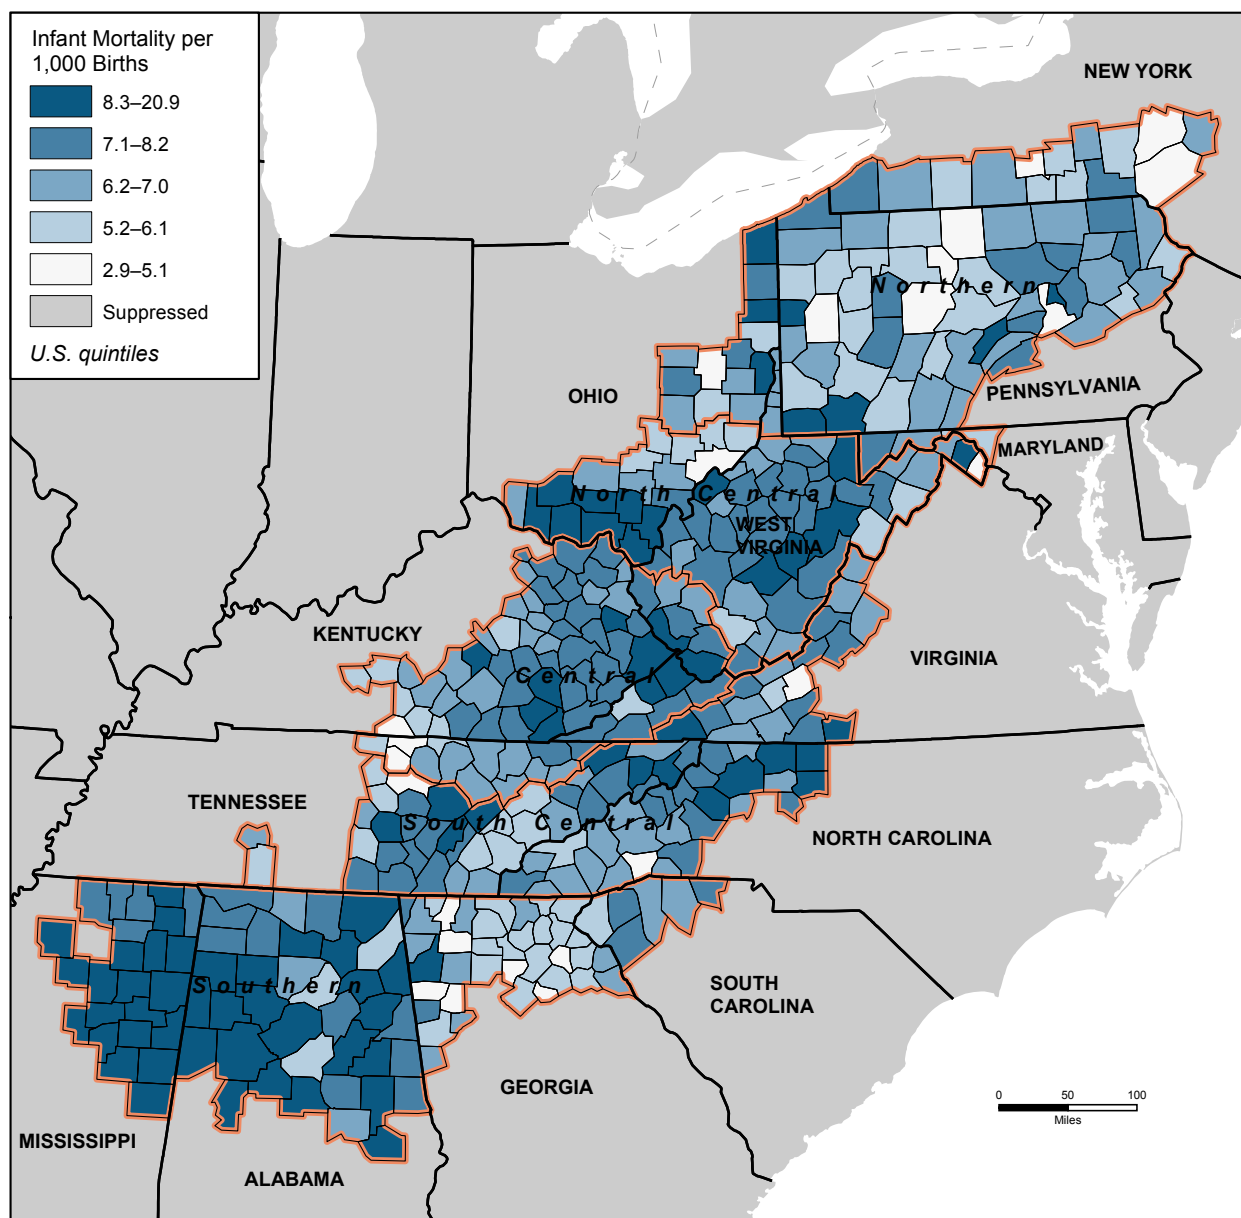 Infant Mortality per
1,000 Births
8.3–20.9
7.1–8.2
6.2–7.0
5.2–6.1
2.9–5.1
Suppressed
U.S. quintiles
NEW YORK
Northern
PENNSYLVANIA
OHIO
MARYLAND
North Central
WEST
VIRGINIA
KENTUCKY
VIRGINIA
Central
TENNESSEE
South Central
NORTH CAROLINA
Southern
SOUTH
CAROLINA
GEORGIA
0 50 100
Miles
MISSISSIPPI
ALABAMA